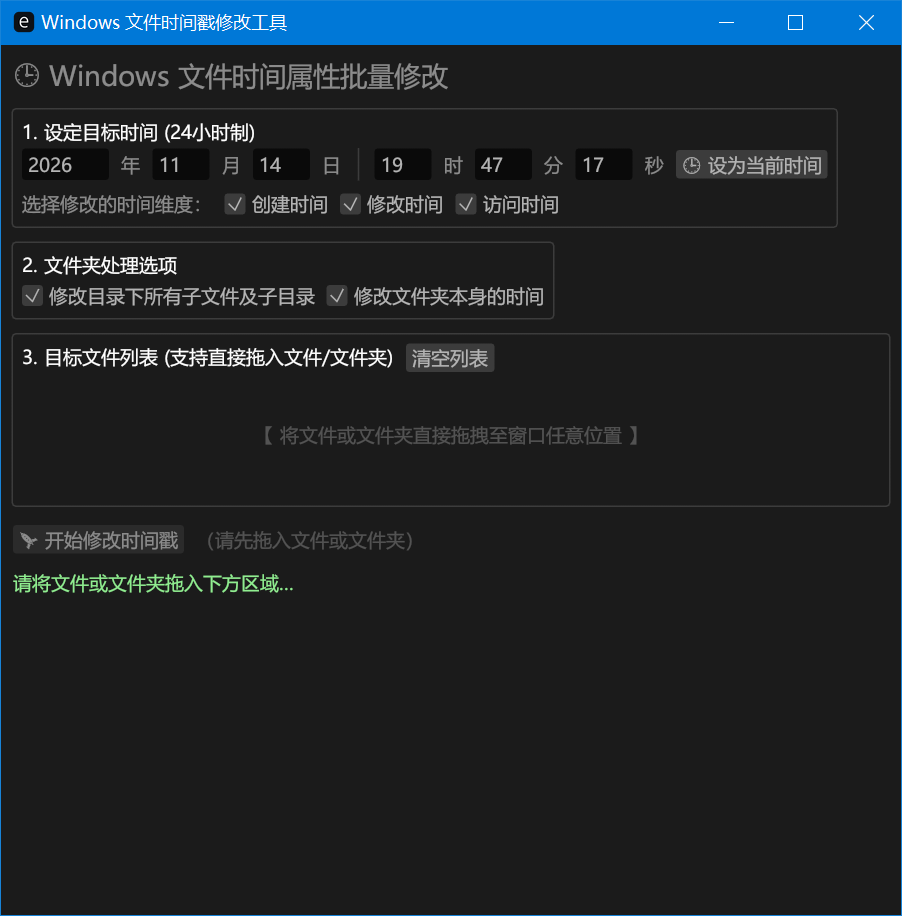 e Windows 文件时间戳修改工具
Windows 文件时间属性批量修改
1. 设定目标时间 (24小时制)
2026 年 11 月 14 日 19 时 47 分 17 秒 设为当前时间
选择修改的时间维度： 创建时间 修改时间 访问时间
2. 文件夹处理选项
修改目录下所有子文件及子目录 修改文件夹本身的时间
3. 目标文件列表 (支持直接拖入文件/文件夹) 清空列表
【 将文件或文件夹直接拖拽至窗口任意位置 】
开始修改时间戳 (请先拖入文件或文件夹)
请将文件或文件夹拖入下方区域...